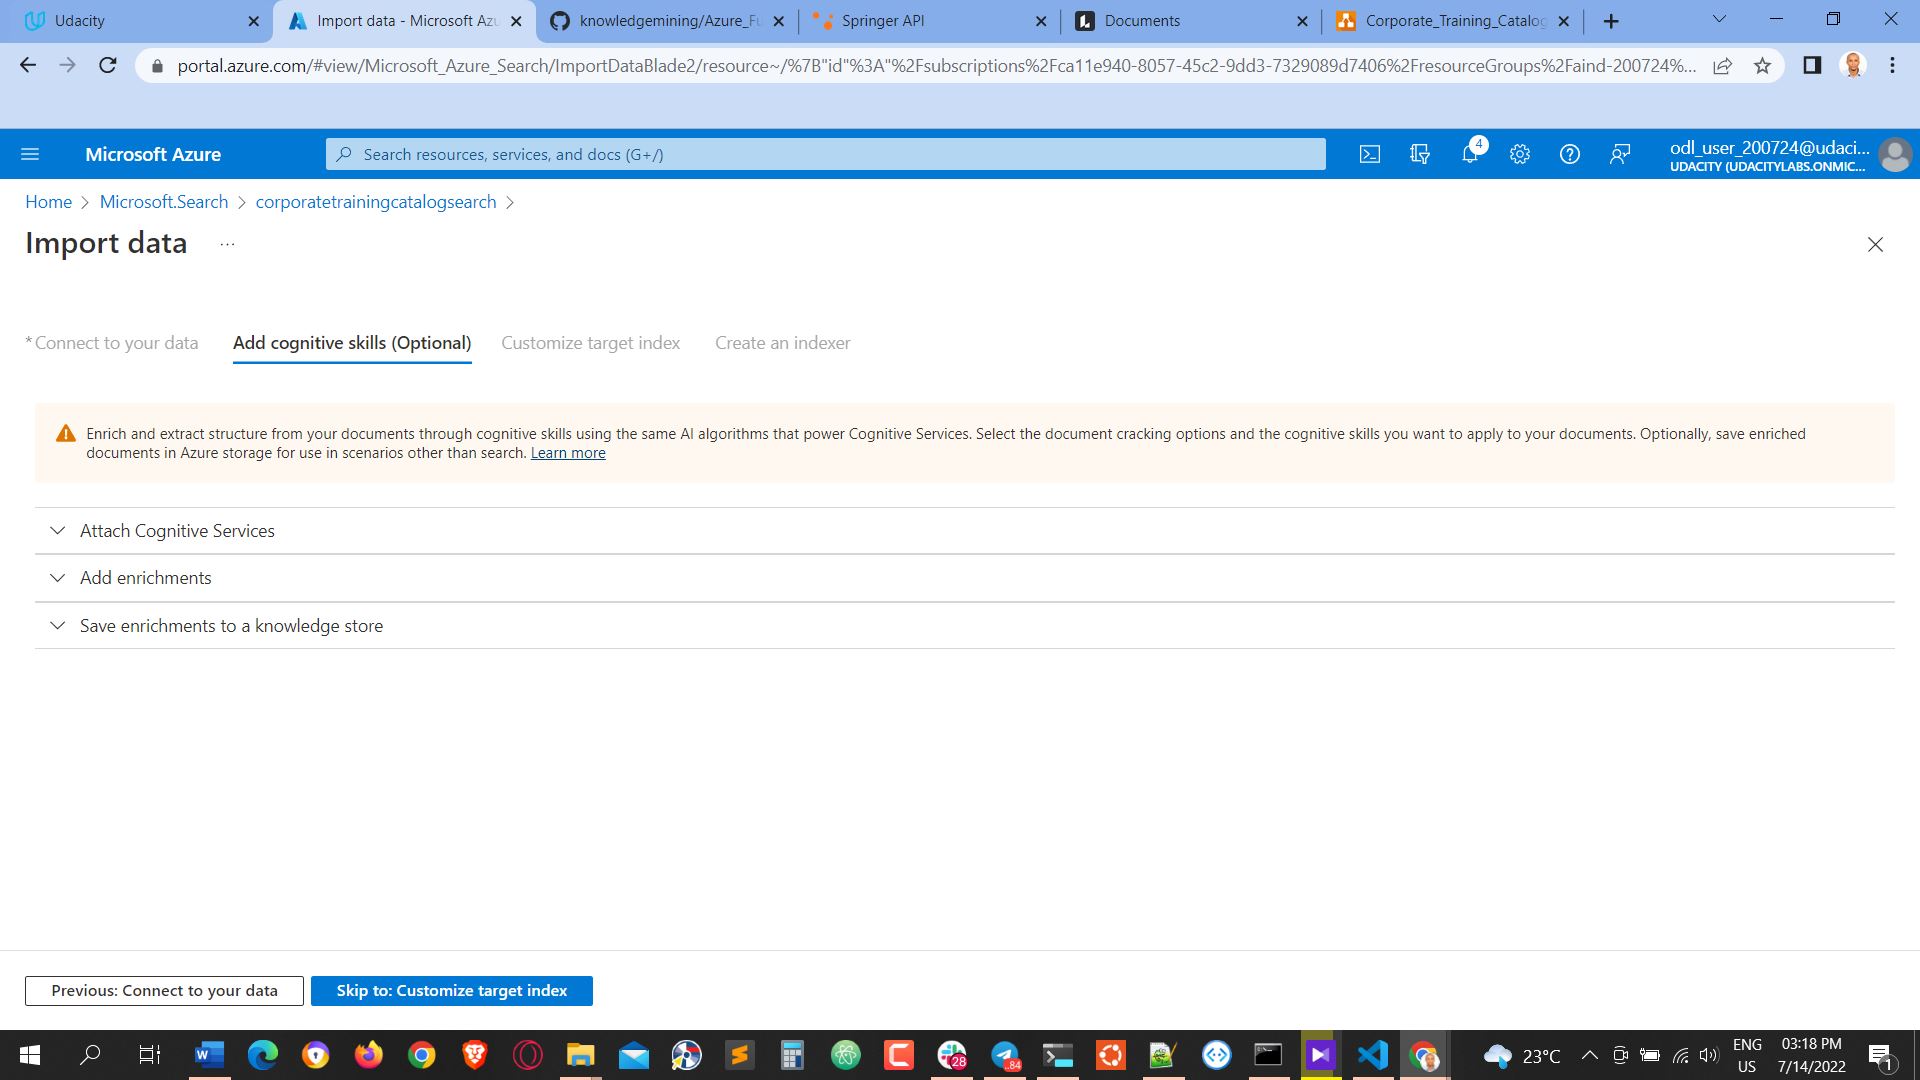 Udacity
Import data - Microsoft Azu
knowledgemining/Azure_Fu
Springer API
Documents
Corporate_Training_Catalog
portal.azure.com/#view/Microsoft_Azure_Search/ImportDataBlade2/resource~/%7B"id"%3A"%2Fsubscriptions%2Fca11e940-8057-45c2-9dd3-7329089d7406%2FresourceGroups%2Faind-200724%...
Microsoft Azure
Search resources, services, and docs (G+/)
4
odl_user_200724@udaci...
UDACITY (UDACITYLABS.ONMIC...
Home > Microsoft.Search > corporatetrainingcatalogsearch >
Import data ...
* Connect to your data
Add cognitive skills (Optional)
Customize target index
Create an indexer
Enrich and extract structure from your documents through cognitive skills using the same AI algorithms that power Cognitive Services. Select the document cracking options and the cognitive skills you want to apply to your documents. Optionally, save enriched
documents in Azure storage for use in scenarios other than search. Learn more
Attach Cognitive Services
Add enrichments
Save enrichments to a knowledge store
Previous: Connect to your data
Skip to: Customize target index
28
.84
23°C
ENG
US
03:18 PM
7/14/2022
1